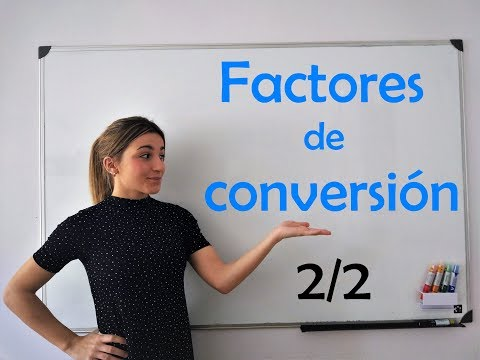 Factores
de
conversión
2/2